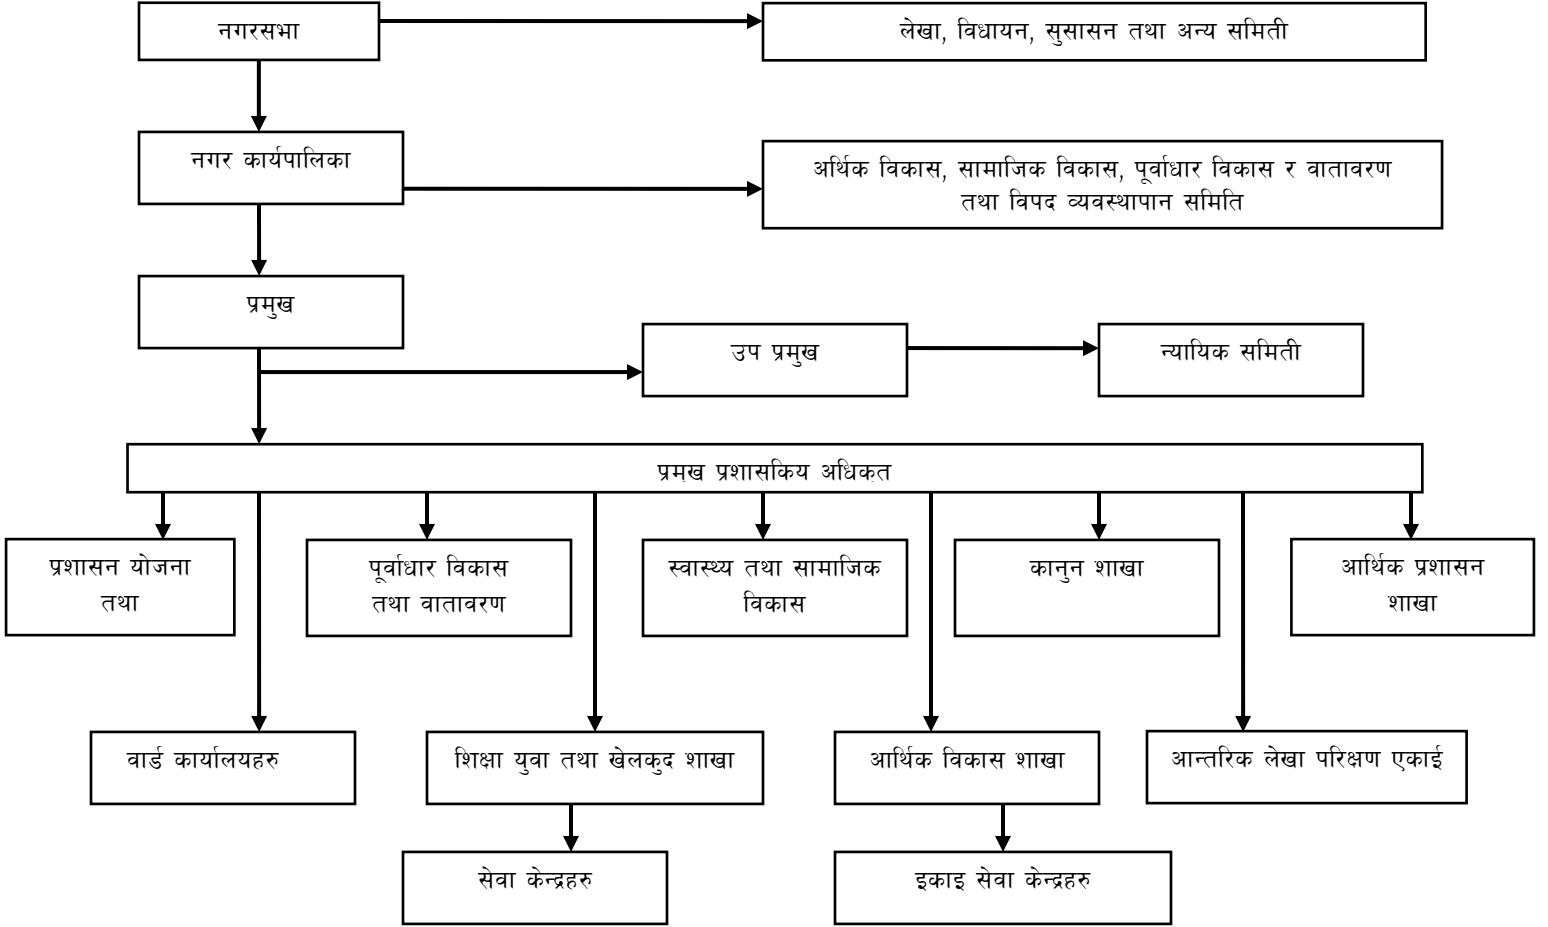 नगरसभा
लेखा, विधायन, सुसासन तथा अन्य समिती
नगर कार्यपालिका
अर्थिक विकास, सामाजिक विकास, पूर्वाधार विकास र वातावरण
तथा विपद व्यवस्थापान समिति
प्रमुख
उप प्रमुख
न्यायिक समिती
प्रमुख प्रशासकिय अधिकृत
प्रशासन योजना
तथा
पूर्वाधार विकास
तथा वातावरण
स्वास्थ्य तथा सामाजिक
विकास
कानुन शाखा
आर्थिक प्रशासन
शाखा
वार्ड कार्यालयहरु
शिक्षा युवा तथा खेलकुद शाखा
आर्थिक विकास शाखा
आन्तरिक लेखा परिक्षण एकाई
सेवा केन्द्रहरु
इकाइ सेवा केन्द्रहरु